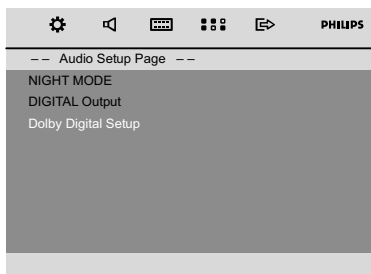 PHILIPS
-- Audio Setup Page --
NIGHT MODE
DIGITAL Output
Dolby Digital Setup